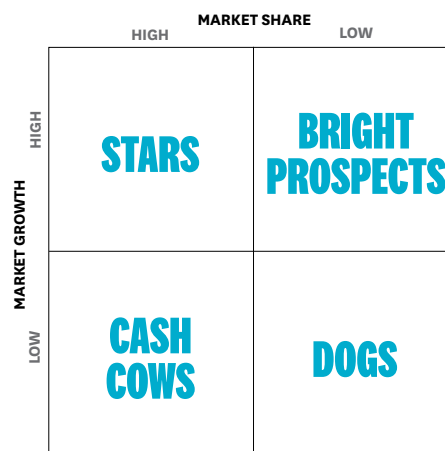 MARKET SHARE
HIGH
LOW
MARKET GROWTH
HIGH
STARS
BRIGHT
PROSPECTS
LOW
CASH
COWS
DOGS